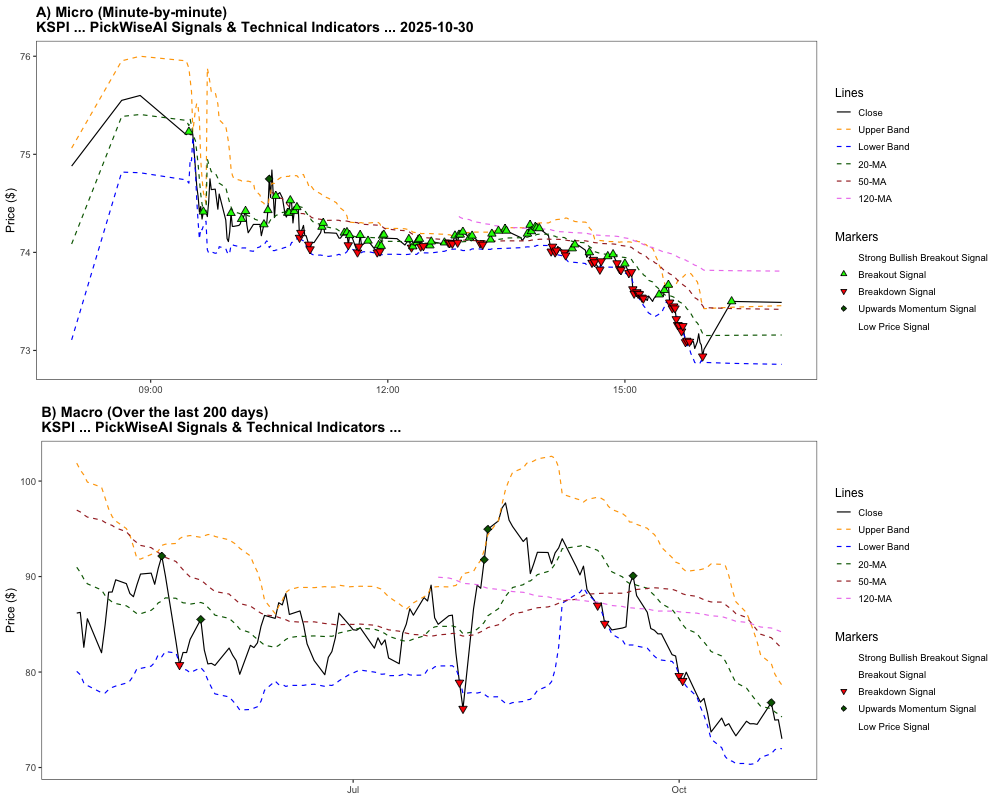 A) Micro (Minute-by-minute)
KSPI ... PickWiseAI Signals & Technical Indicators ... 2025-10-30
76
75
74
73
Price ($)
09:00
12:00
15:00
Lines
Close
Upper Band
Lower Band
20-MA
50-MA
120-MA
Markers
Strong Bullish Breakout Signal
Breakout Signal
Breakdown Signal
Upwards Momentum Signal
Low Price Signal
B) Macro (Over the last 200 days)
KSPI ... PickWiseAI Signals & Technical Indicators ...
100
90
80
70
Price ($)
Jul
Oct
Lines
Close
Upper Band
Lower Band
20-MA
50-MA
120-MA
Markers
Strong Bullish Breakout Signal
Breakout Signal
Breakdown Signal
Upwards Momentum Signal
Low Price Signal